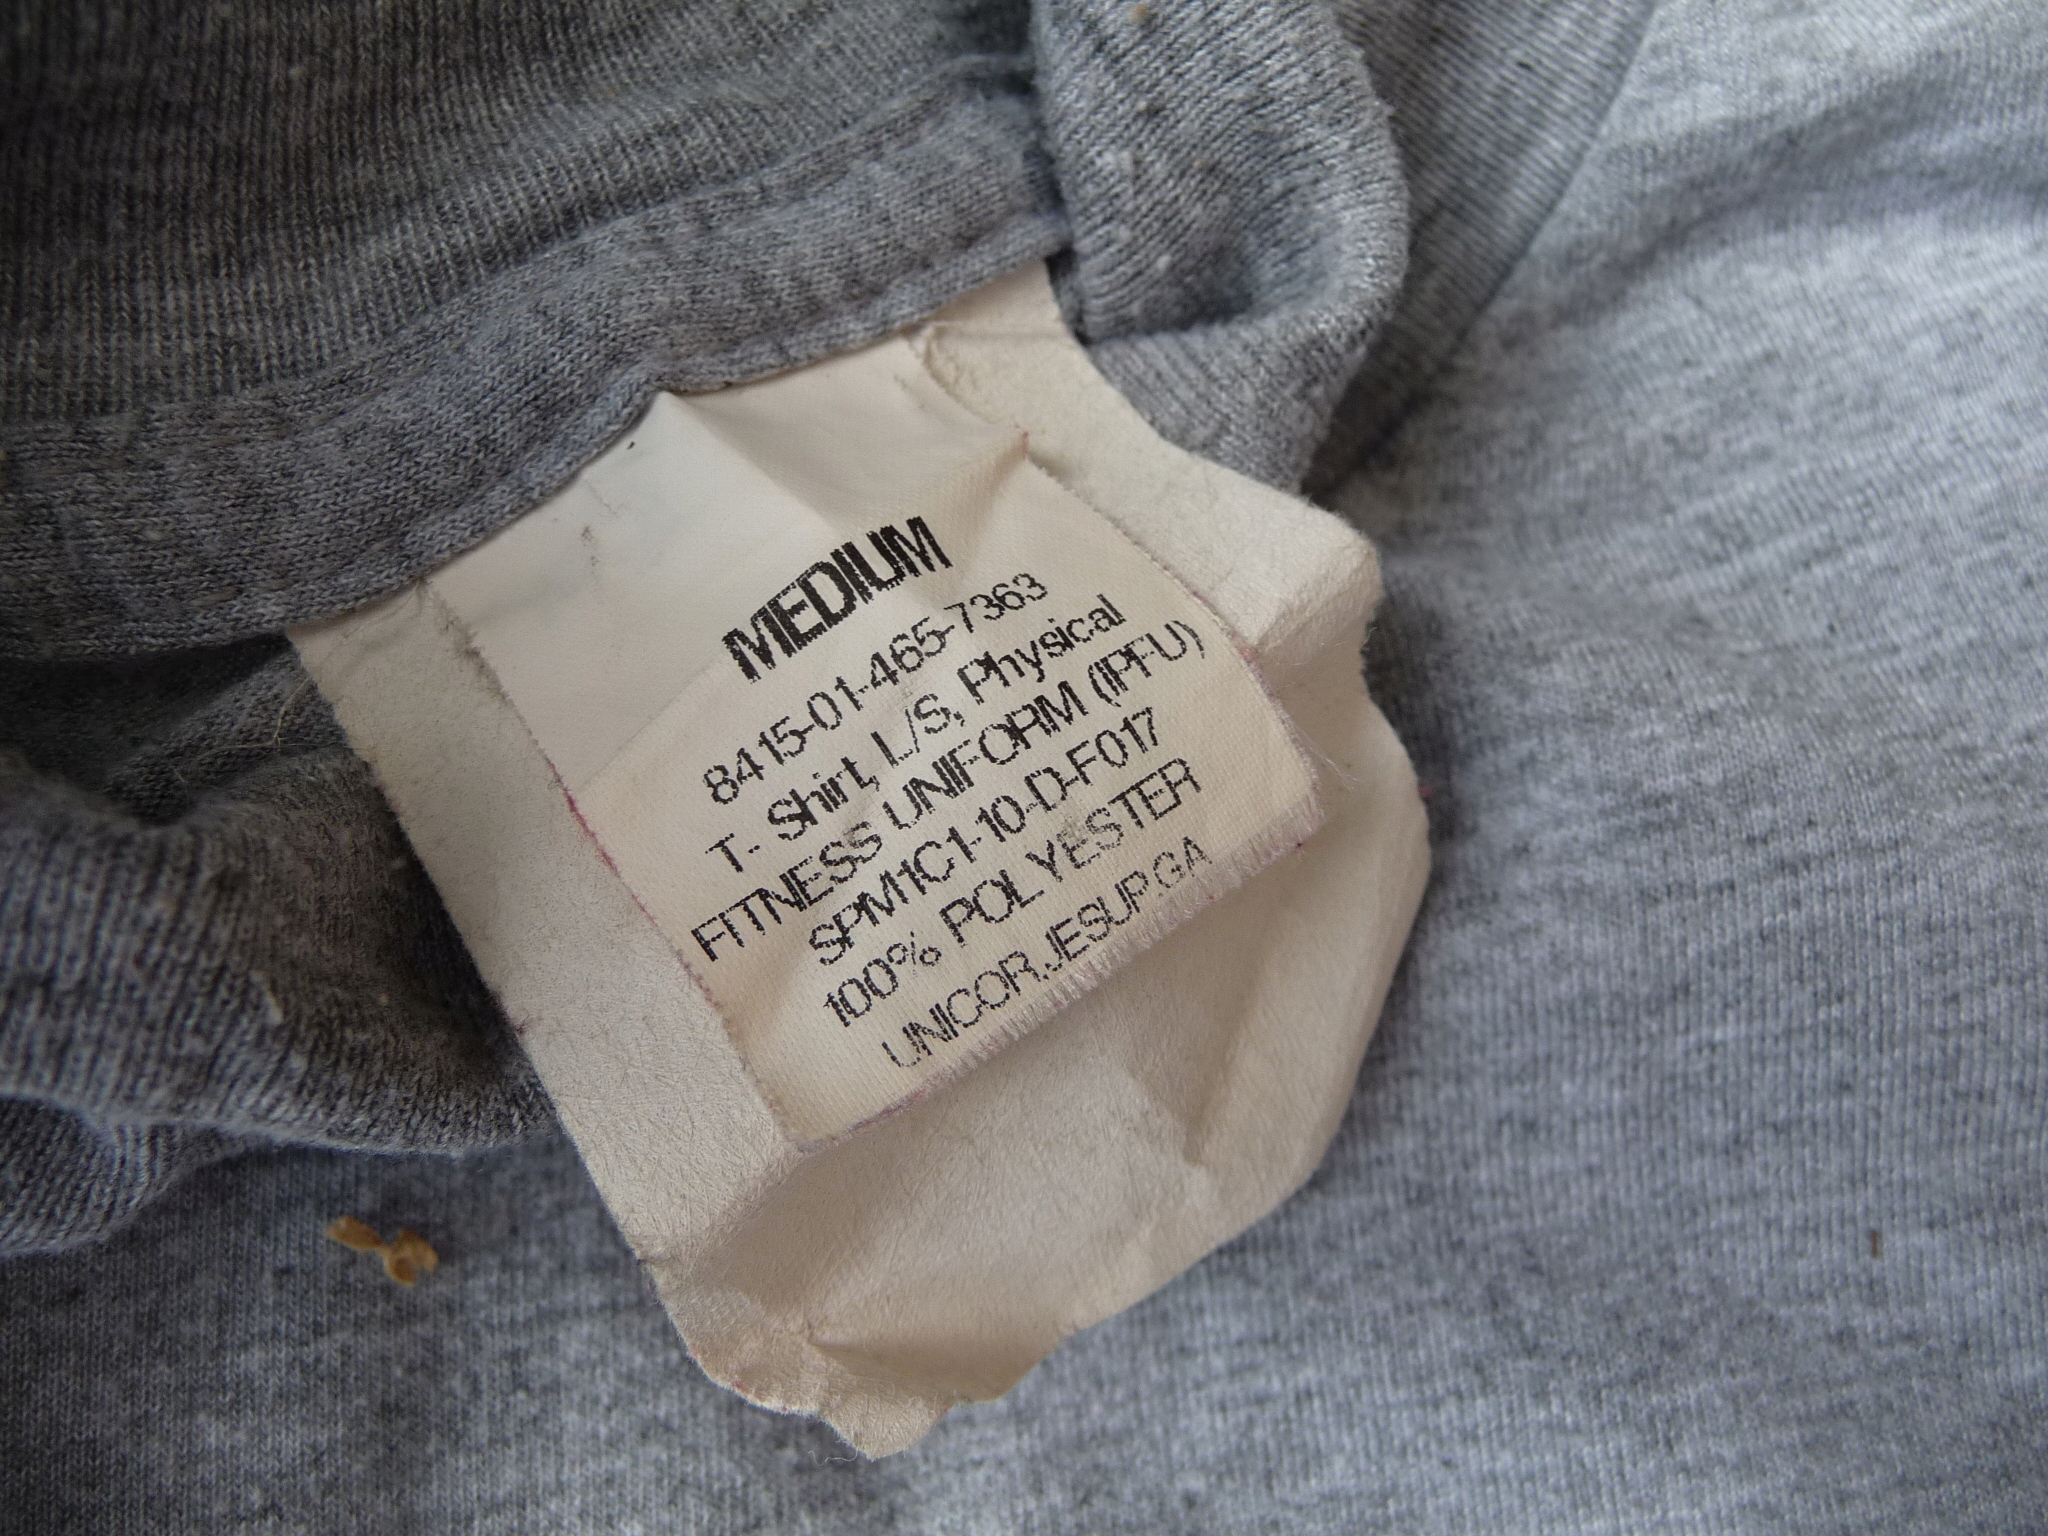 MEDIUM
8415-01-465-7363
T- Shirt, L/S, Physical
FITNESS UNIFORM (IPFU)
SPM1C1-10-D-F017
100% POLYESTER
UNICOR.JESUP.GA